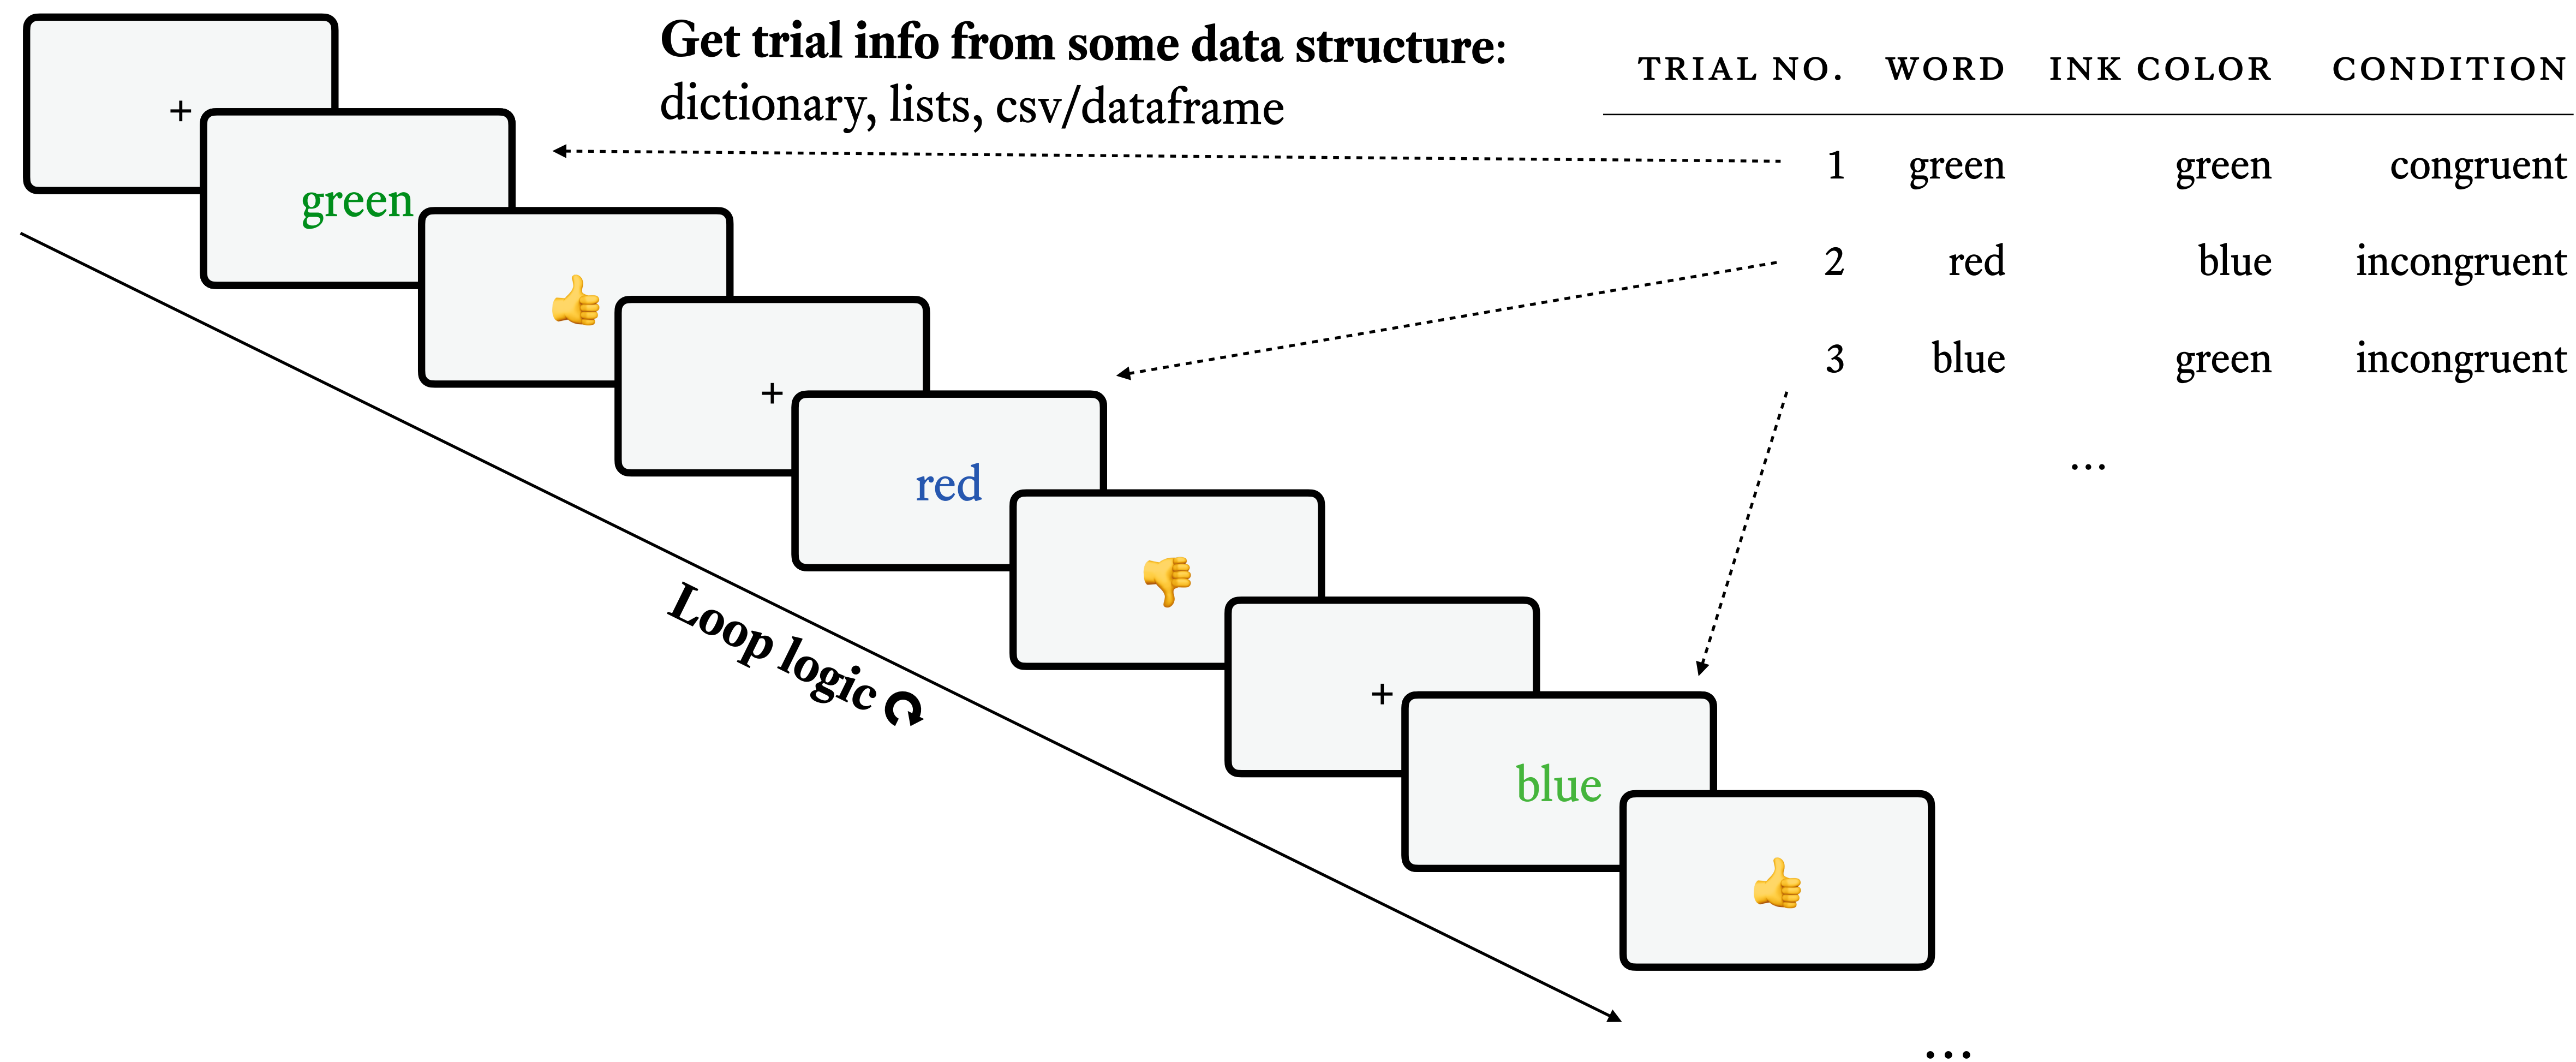 Get trial info from some data structure:
dictionary, lists, csv/dataframe
TRIAL NO. WORD INK COLOR CONDITION
1 green green congruent
2 red blue incongruent
3 blue green incongruent
...
+
green
+
red
+
blue
Loop logic
...